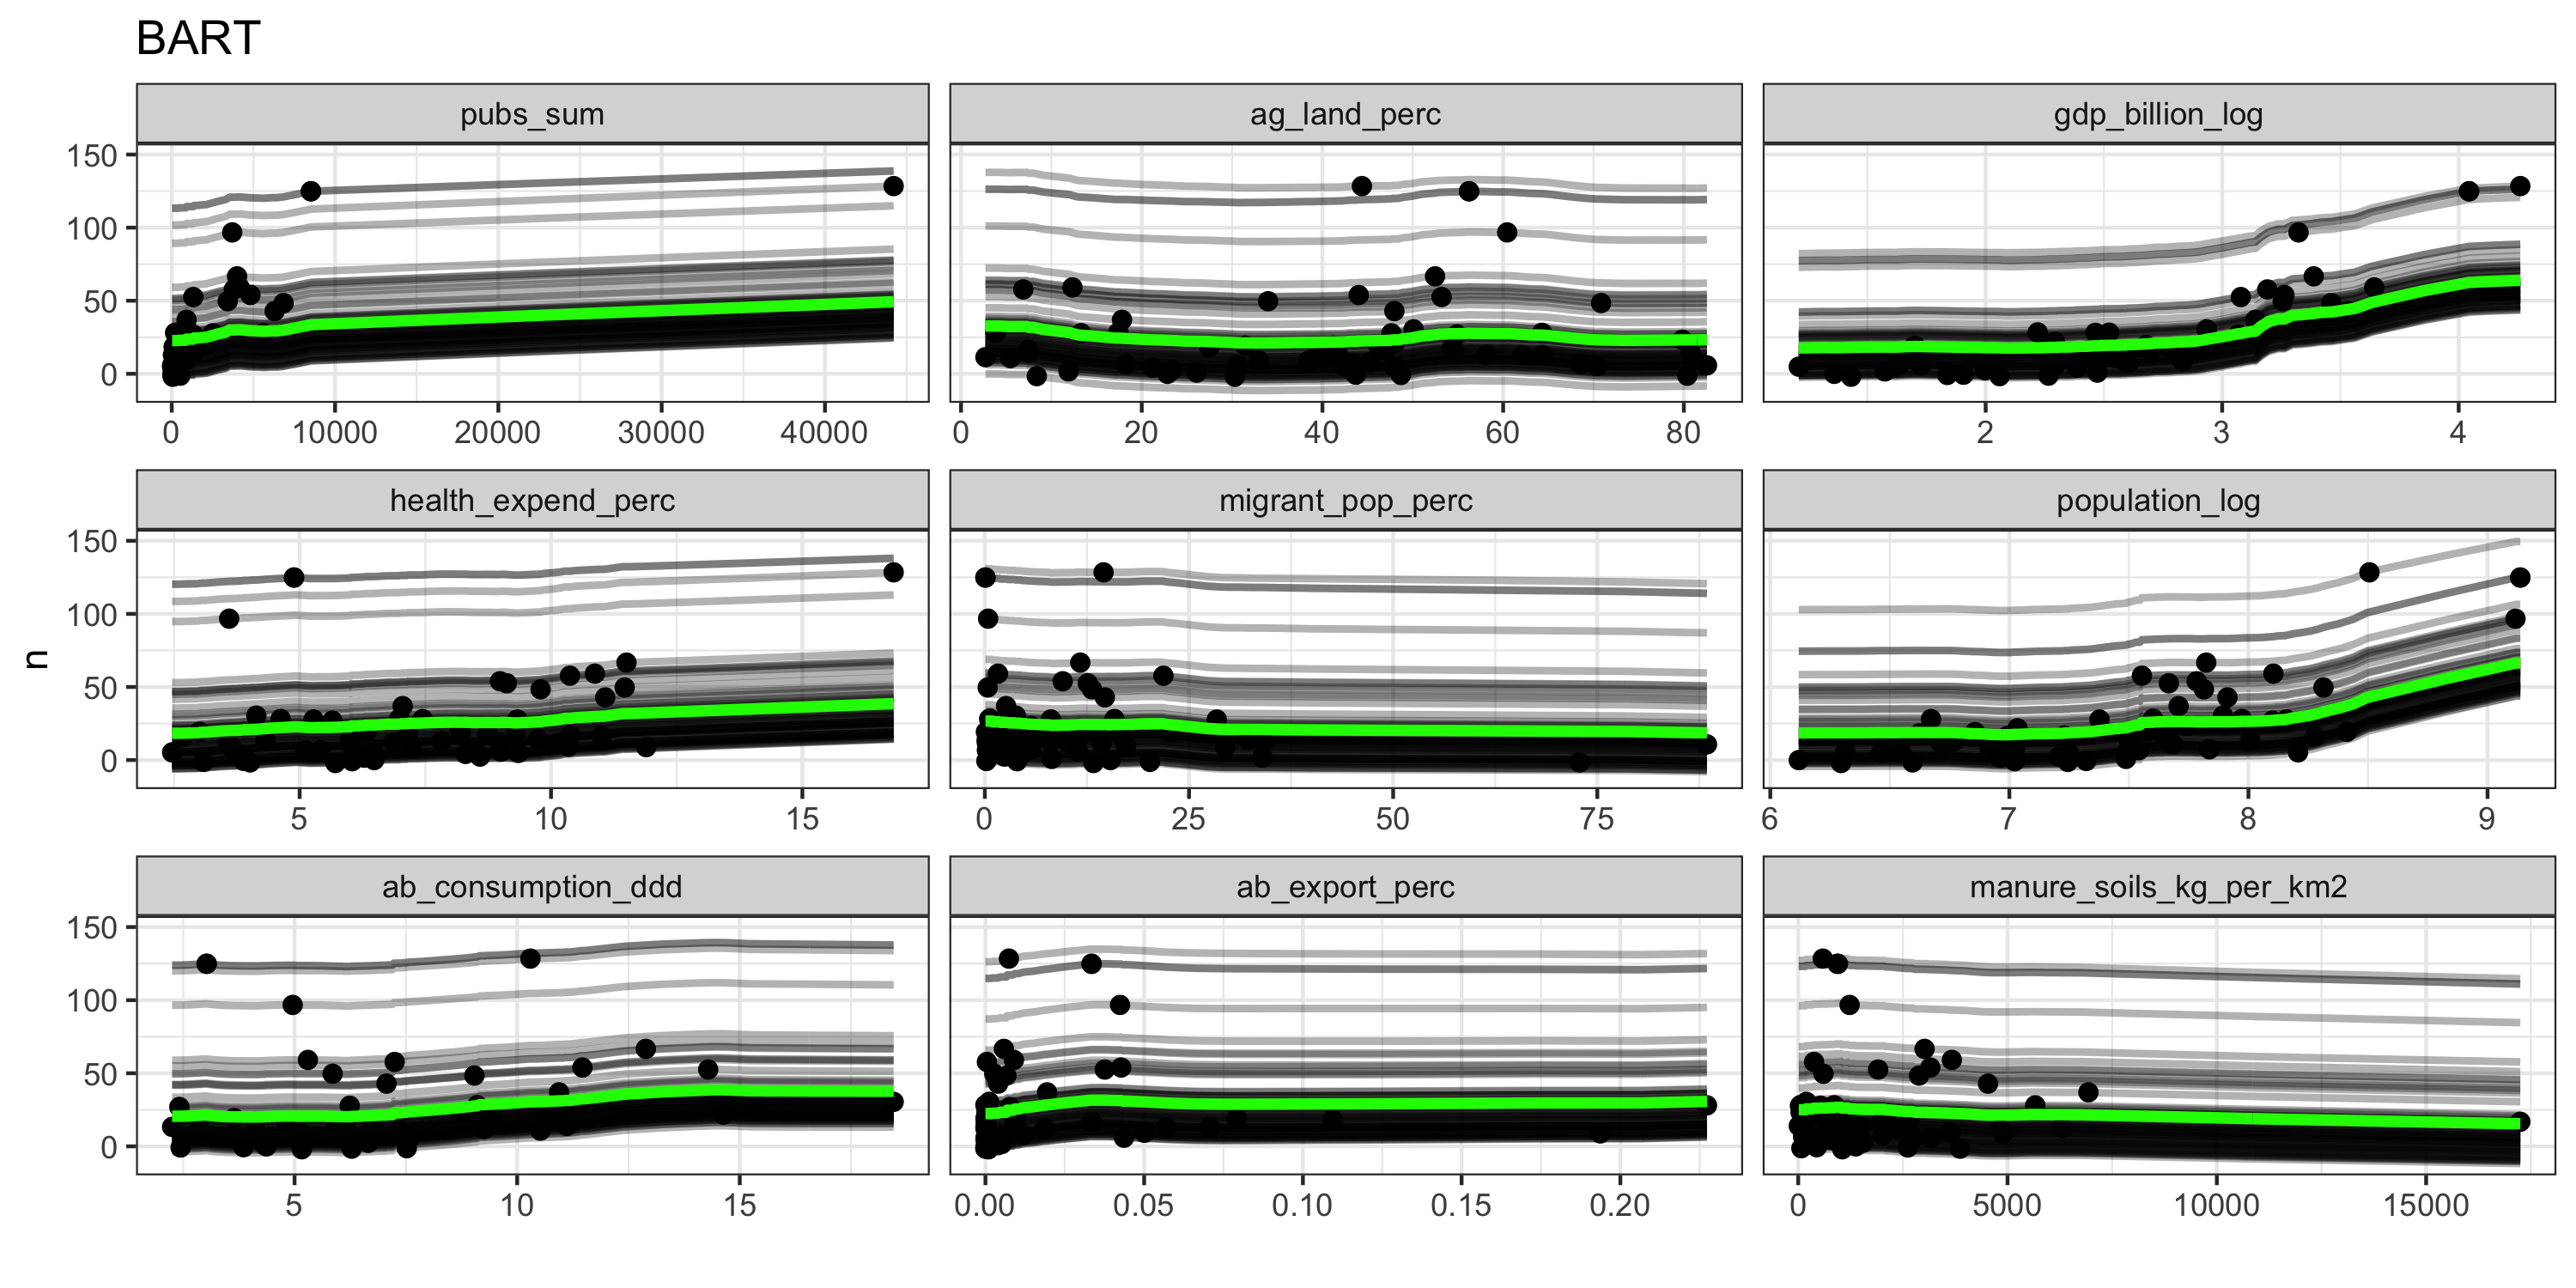 BART
pubs_sum ag_land_perc gdp_billion_log
150
100
50
0
0 10000 20000 30000 40000 0 20 40 60 80 2 3 4
health_expend_perc migrant_pop_perc population_log
150
100
50
0
5 10 15 0 25 50 75 6 7 8 9
n
ab_consumption_ddd ab_export_perc manure_soils_kg_per_km2
150
100
50
0
5 10 15 0.00 0.05 0.10 0.15 0.20 0 5000 10000 15000